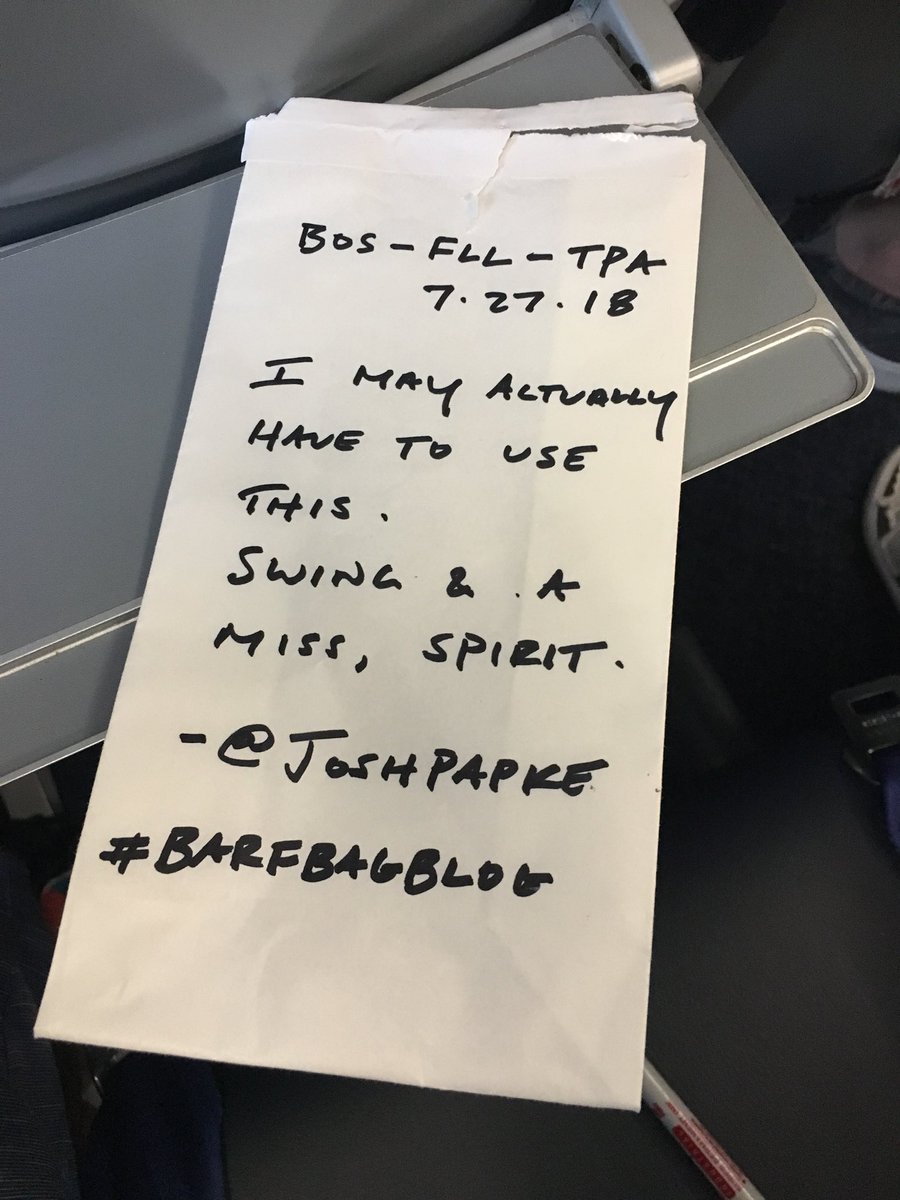 BOS-FLL-TPA
7.27.18
I MAY ACTUALLY
HAVE TO USE
THIS.
SWING & A
MISS, SPIRIT.
-@JOSHPAPKE
#BARFBAGBLOG